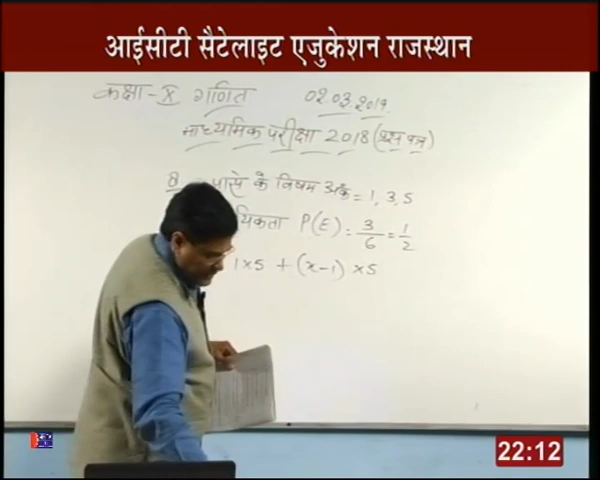 आईसीटी सैटेलाइट एजुकेशन राजस्थान
कक्षा-X गणित 02.03.2019
माध्यमिक परीक्षा 2018 (प्रश्न पत्र)
8 पासे के विषम अंक = 1, 3, 5
यिकता P(E) = 3/6 = 1/2
1×5 + (x-1) ×5
22:12